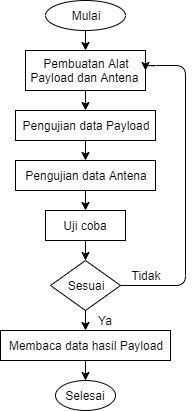 Mulai
Pembuatan Alat
Payload dan Antena
Pengujian data Payload
Pengujian data Antena
Uji coba
Sesuai
Tidak
Ya
Membaca data hasil Payload
Selesai